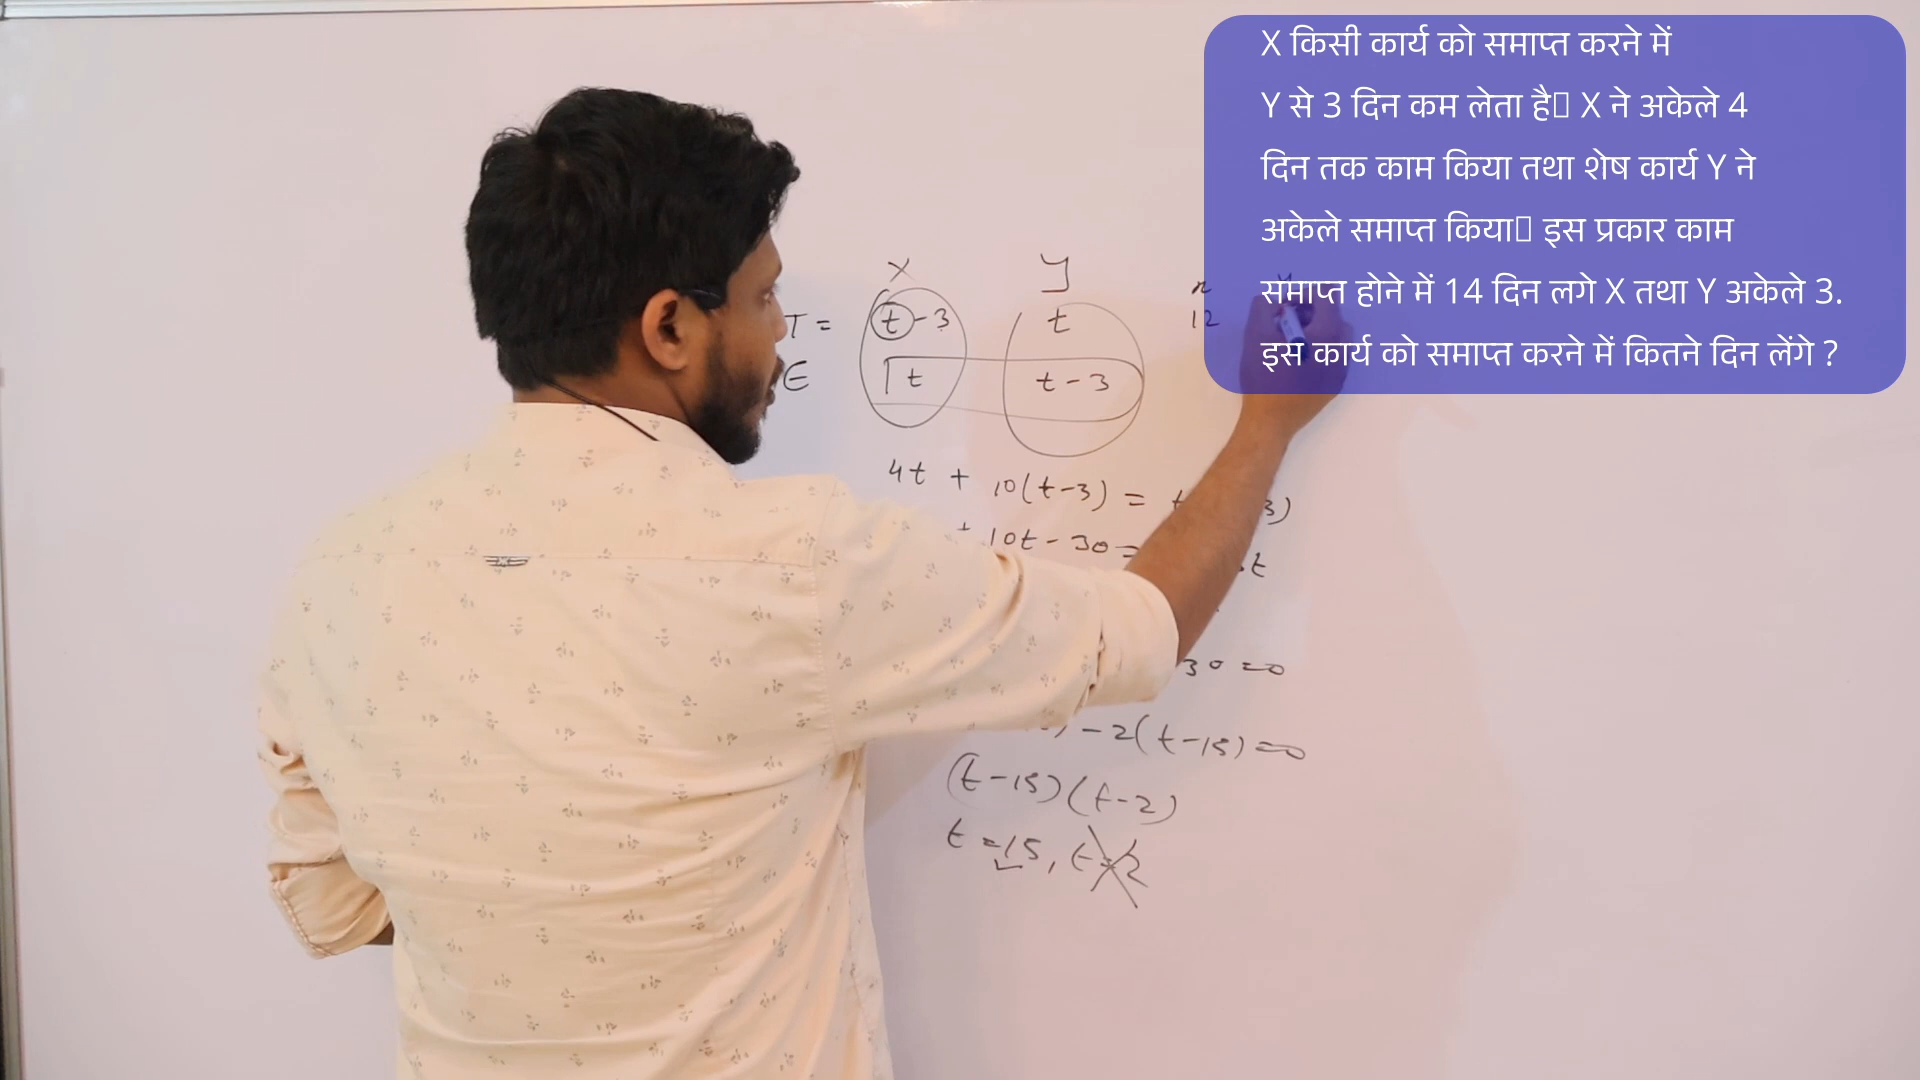 X किसी कार्य को समाप्त करने में
Y से 3 दिन कम लेता है▯ X ने अकेले 4
दिन तक काम किया तथा शेष कार्य Y ने
अकेले समाप्त किया▯ इस प्रकार काम
समाप्त होने में 14 दिन लगे X तथा Y अकेले 3.
इस कार्य को समाप्त करने में कितने दिन लेंगे ?
X Y x
T = t-3 t 12
E t t-3
4t + 10(t-3) = 3)
+ 10t - 30 = t
30 =0
-2(t-15)=0
(t-15)(t-2)
t =15, t=2